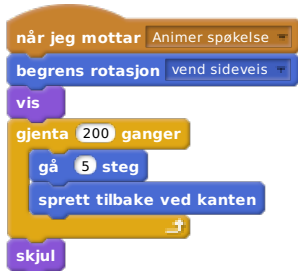 når jeg mottar Animer spøkelse
begrens rotasjon vend sideveis
vis
gjenta 200 ganger
gå 5 steg
sprett tilbake ved kanten
skjul